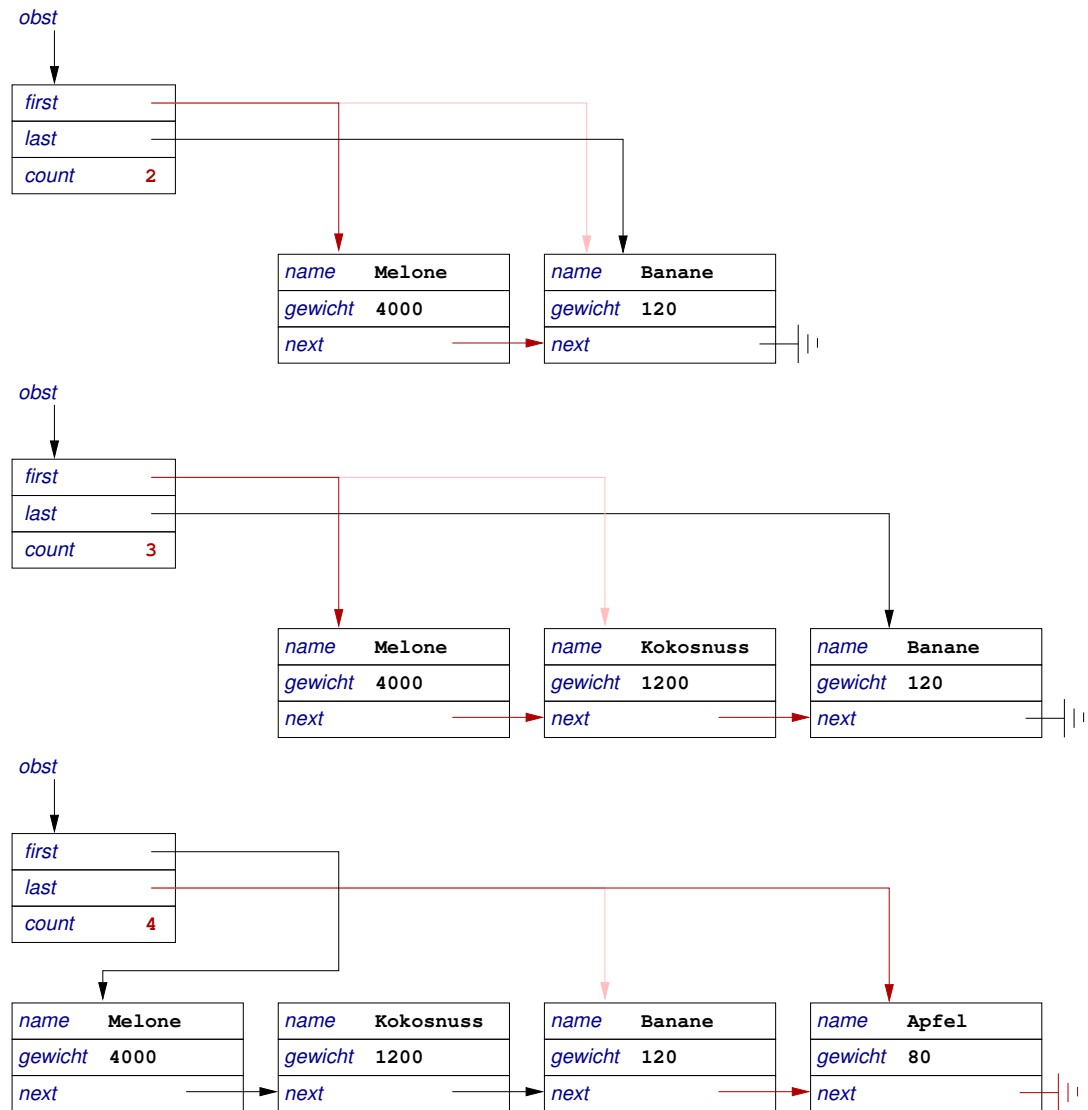 obst
first
last
count 2
name Melone name Banane
gewicht 4000 gewicht 120
next next
obst
first
last
count 3
name Melone name Kokosnuss name Banane
gewicht 4000 gewicht 1200 gewicht 120
next next next
obst
first
last
count 4
name Melone name Kokosnuss name Banane name Apfel
gewicht 4000 gewicht 1200 gewicht 120 gewicht 80
next next next next